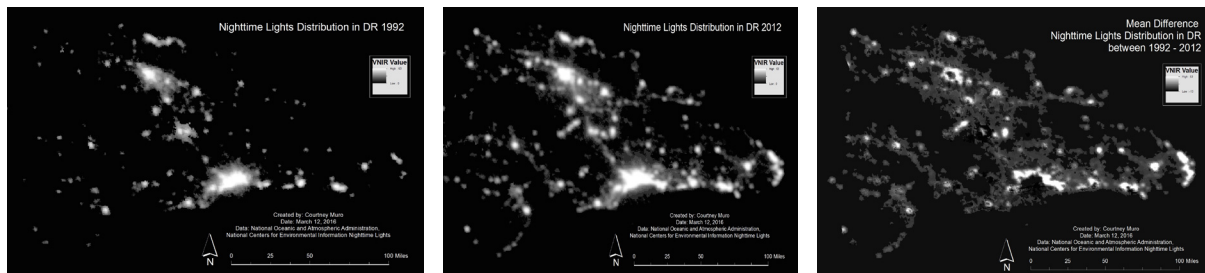 Nighttime Lights Distribution in DR 1992
VNIR Value
Created by: Courtney Muro
Date: March 12, 2016
Data: National Oceanic and Atmospheric Administration,
National Centers for Environmental Information Nighttime Lights
N
0 25 50 100 Miles
Nighttime Lights Distribution in DR 2012
VNIR Value
Created by: Courtney Muro
Date: March 12, 2016
Data: National Oceanic and Atmospheric Administration,
National Centers for Environmental Information Nighttime Lights
N
0 25 50 100 Miles
Mean Difference
Nighttime Lights Distribution in DR
between 1992 - 2012
VNIR Value
Created by: Courtney Muro
Date: March 12, 2016
Data: National Oceanic and Atmospheric Administration,
National Centers for Environmental Information Nighttime Lights
N
0 25 50 100 Miles